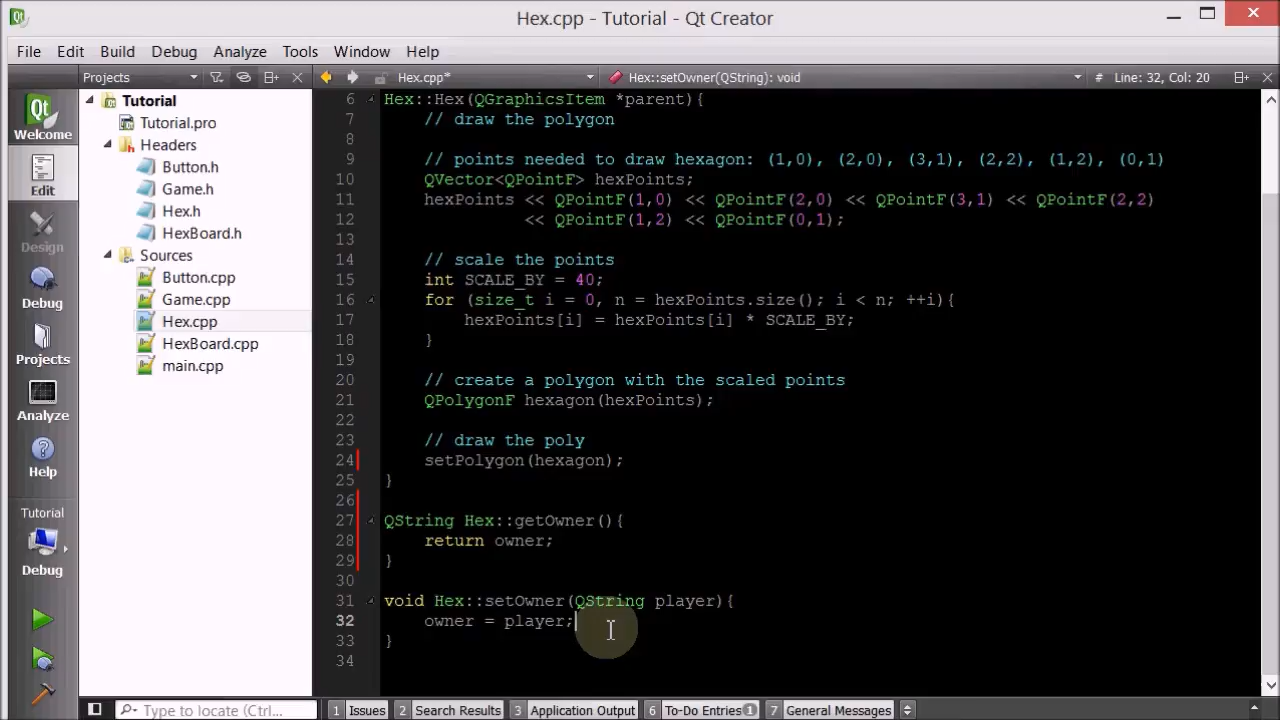 Hex.cpp - Tutorial - Qt Creator
File Edit Build Debug Analyze Tools Window Help
Projects Hex.cpp* Hex::setOwner(QString): void # Line: 32, Col: 20
Qt
Welcome
Edit
Design
Debug
Projects
Analyze
Help
Tutorial
Debug
Tutorial
Tutorial.pro
Headers
Button.h
Game.h
Hex.h
HexBoard.h
Sources
Button.cpp
Game.cpp
Hex.cpp
HexBoard.cpp
main.cpp
6 Hex::Hex(QGraphicsItem *parent){
7 // draw the polygon
8
9 // points needed to draw hexagon: (1,0), (2,0), (3,1), (2,2), (1,2), (0,1)
10 QVector<QPointF> hexPoints;
11 hexPoints << QPointF(1,0) << QPointF(2,0) << QPointF(3,1) << QPointF(2,2)
12 << QPointF(1,2) << QPointF(0,1);
13
14 // scale the points
15 int SCALE_BY = 40;
16 for (size_t i = 0, n = hexPoints.size(); i < n; ++i){
17 hexPoints[i] = hexPoints[i] * SCALE_BY;
18 }
19
20 // create a polygon with the scaled points
21 QPolygonF hexagon(hexPoints);
22
23 // draw the poly
24 setPolygon(hexagon);
25 }
26
27 QString Hex::getOwner(){
28 return owner;
29 }
30
31 void Hex::setOwner(QString player){
32 owner = player;
33 }
34
Type to locate (Ctrl... 1 Issues 2 Search Results 3 Application Output 6 To-Do Entries 1 7 General Messages